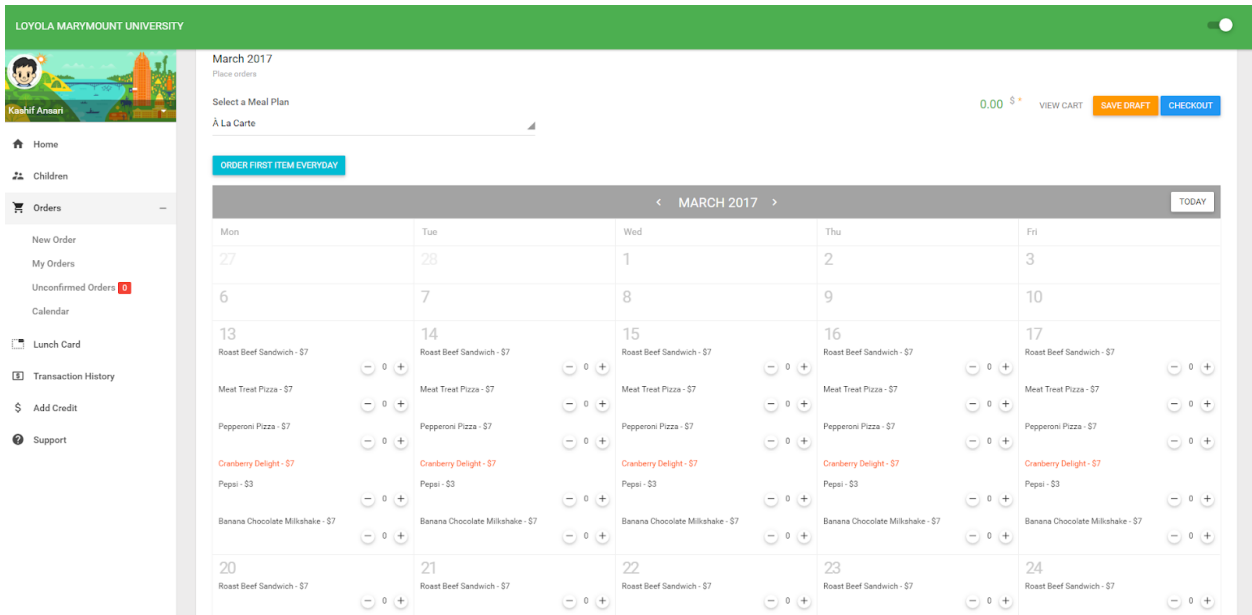 LOYOLA MARYMOUNT UNIVERSITY
Kashif Ansari
Home
Children
Orders
New Order
My Orders
Unconfirmed Orders 0
Calendar
Lunch Card
Transaction History
Add Credit
Support
March 2017
Place orders
Select a Meal Plan
À La Carte
0.00 $ * VIEW CART SAVE DRAFT CHECKOUT
ORDER FIRST ITEM EVERYDAY
< MARCH 2017 > TODAY
Mon Tue Wed Thu Fri
27 28 1 2 3
6 7 8 9 10
13 14 15 16 17
Roast Beef Sandwich - $7 Roast Beef Sandwich - $7 Roast Beef Sandwich - $7 Roast Beef Sandwich - $7 Roast Beef Sandwich - $7
− 0 + − 0 + − 0 + − 0 + − 0 +
Meat Treat Pizza - $7 Meat Treat Pizza - $7 Meat Treat Pizza - $7 Meat Treat Pizza - $7 Meat Treat Pizza - $7
− 0 + − 0 + − 0 + − 0 + − 0 +
Pepperoni Pizza - $7 Pepperoni Pizza - $7 Pepperoni Pizza - $7 Pepperoni Pizza - $7 Pepperoni Pizza - $7
− 0 + − 0 + − 0 + − 0 + − 0 +
Cranberry Delight - $7 Cranberry Delight - $7 Cranberry Delight - $7 Cranberry Delight - $7 Cranberry Delight - $7
Pepsi - $3 Pepsi - $3 Pepsi - $3 Pepsi - $3 Pepsi - $3
− 0 + − 0 + − 0 + − 0 + − 0 +
Banana Chocolate Milkshake - $7 Banana Chocolate Milkshake - $7 Banana Chocolate Milkshake - $7 Banana Chocolate Milkshake - $7 Banana Chocolate Milkshake - $7
− 0 + − 0 + − 0 + − 0 + − 0 +
20 21 22 23 24
Roast Beef Sandwich - $7 Roast Beef Sandwich - $7 Roast Beef Sandwich - $7 Roast Beef Sandwich - $7 Roast Beef Sandwich - $7
− 0 + − 0 + − 0 + − 0 + − 0 +